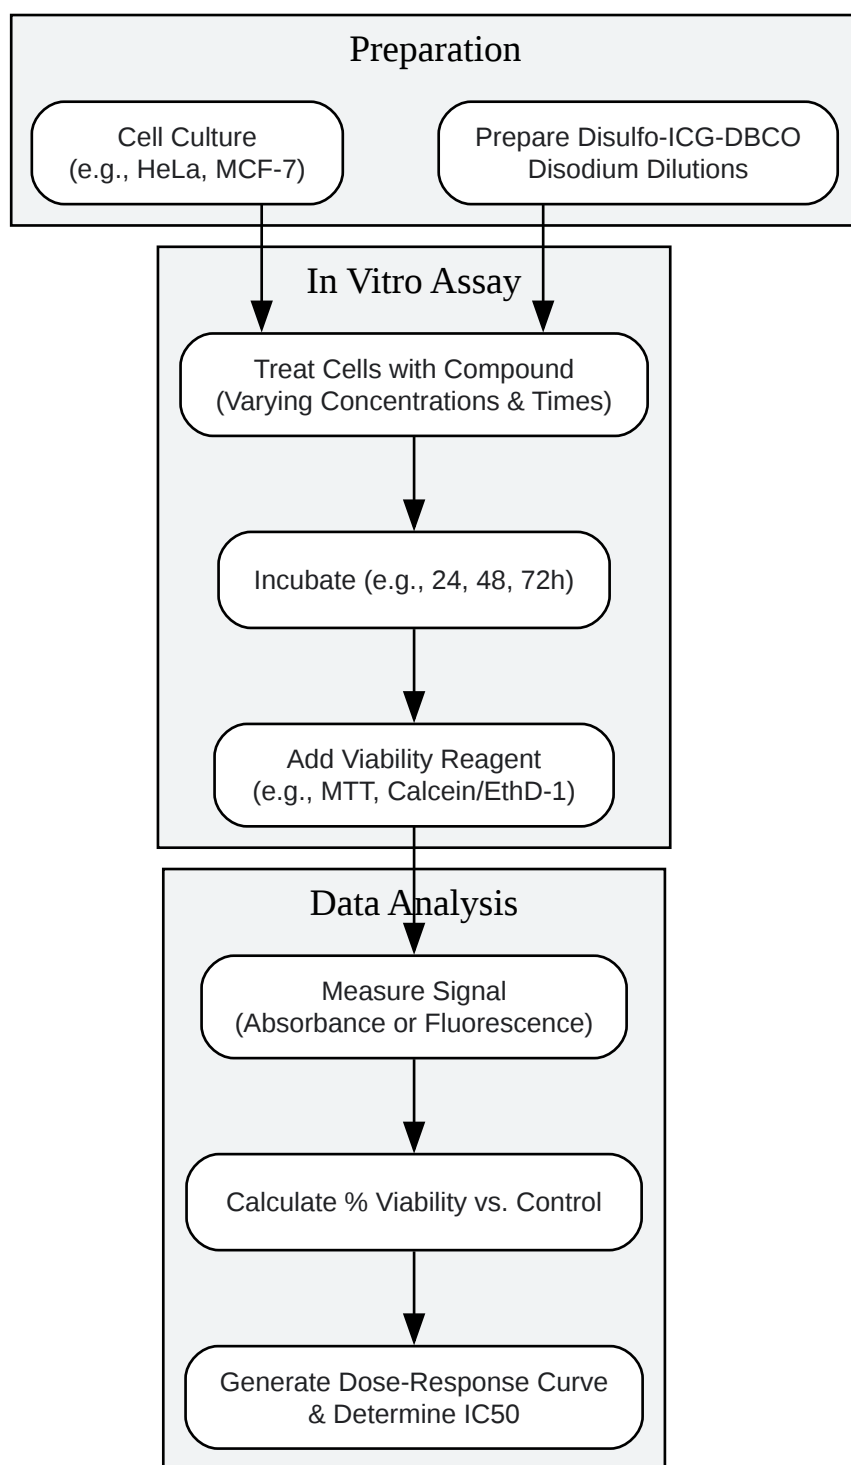 Preparation
Cell Culture
(e.g., HeLa, MCF-7)
Prepare Disulfo-ICG-DBCO
Disodium Dilutions
In Vitro Assay
Treat Cells with Compound
(Varying Concentrations & Times)
Incubate (e.g., 24, 48, 72h)
Add Viability Reagent
(e.g., MTT, Calcein/EthD-1)
Data Analysis
Measure Signal
(Absorbance or Fluorescence)
Calculate % Viability vs. Control
Generate Dose-Response Curve
& Determine IC50